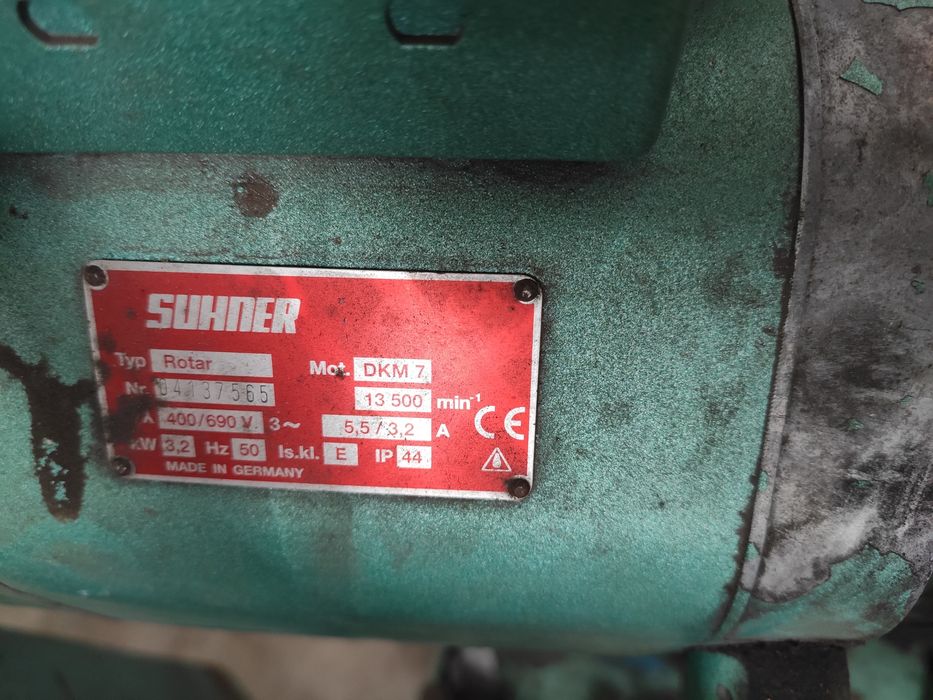 SUHNER
Typ Rotar Mot. DKM 7
Nr. 04137565 13 500 min-1
400/690 V. 3~ 5,5 / 3,2 A CE
kW 3,2 Hz 50 Is.kl. E IP 44
MADE IN GERMANY